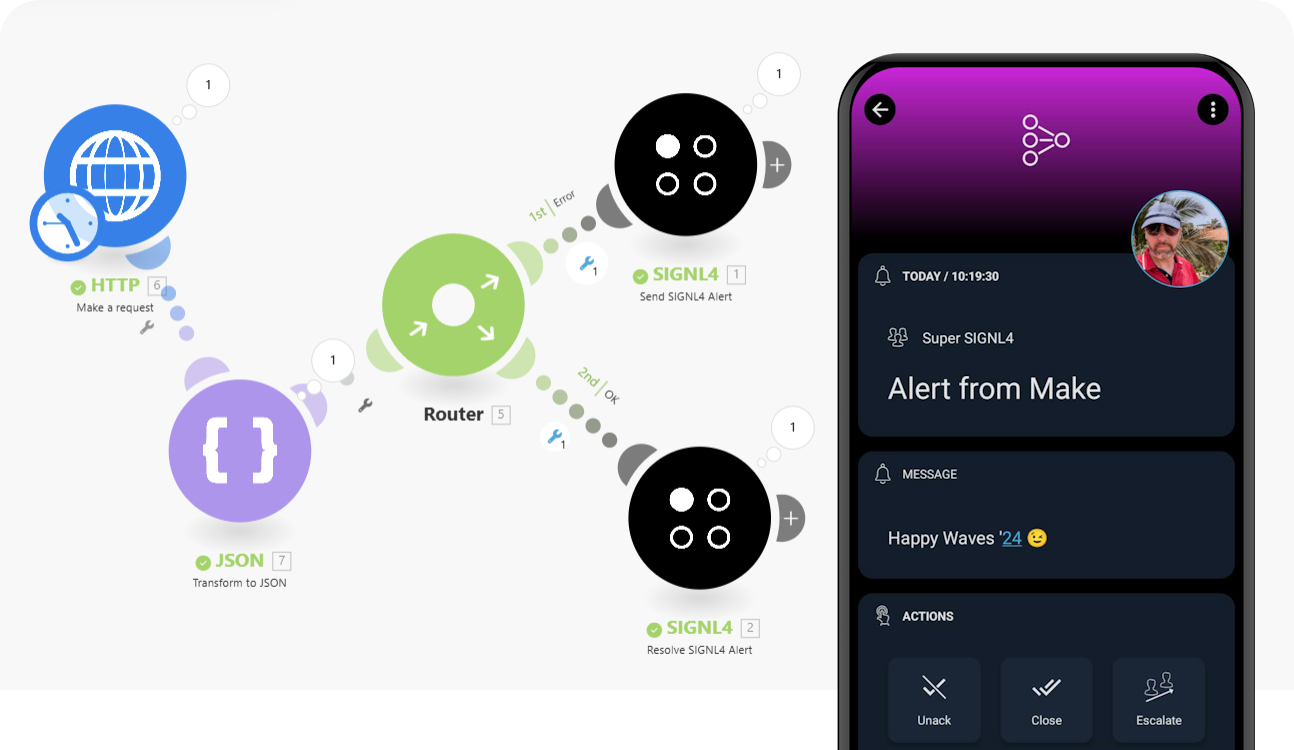 1
HTTP 6
Make a request
1
JSON 7
Transform to JSON
Router 5
1st | Error
1
2nd | OK
1
1
SIGNL4 1
Send SIGNL4 Alert
1
SIGNL4 2
Resolve SIGNL4 Alert
TODAY / 10:19:30
Super SIGNL4
Alert from Make
MESSAGE
Happy Waves '24 😉
ACTIONS
Unack
Close
Escalate